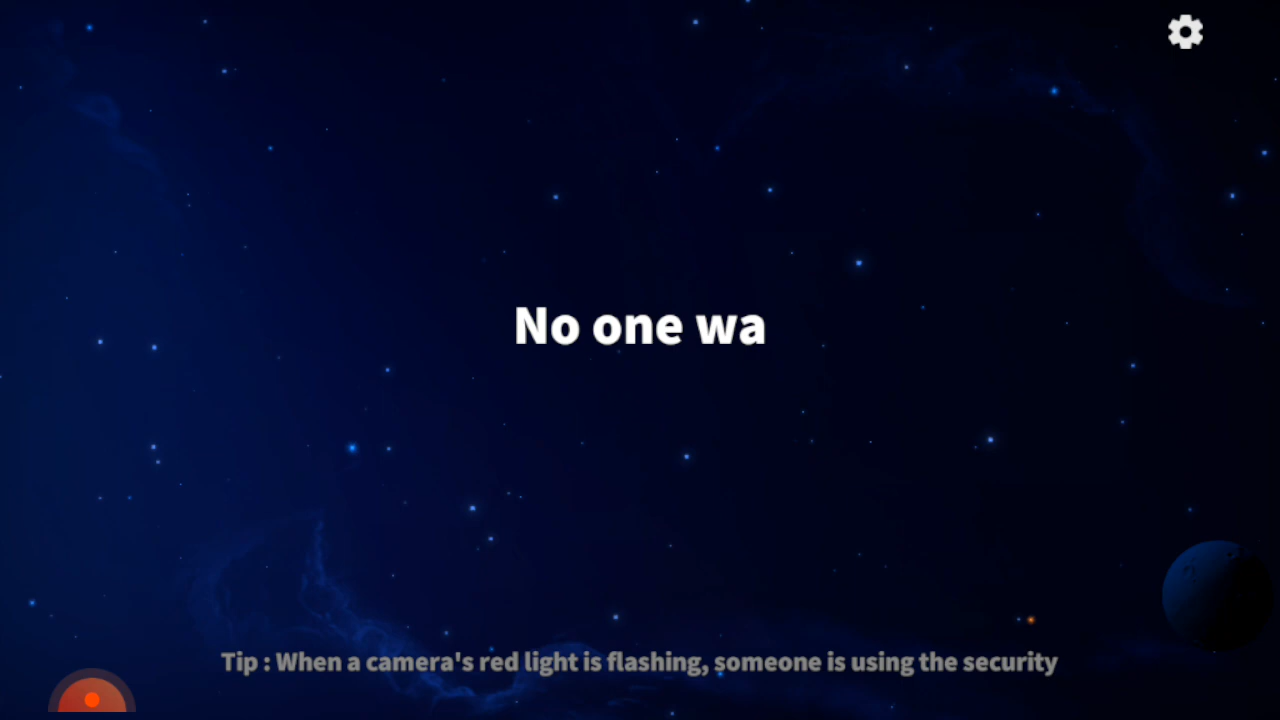 No one wa
Tip : When a camera's red light is flashing, someone is using the security